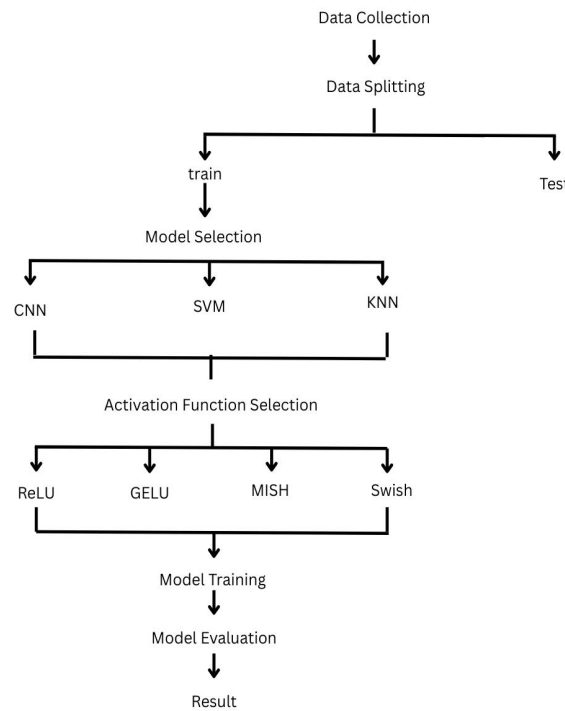 Data Collection
Data Splitting
train
Tes
Model Selection
CNN
SVM
KNN
Activation Function Selection
ReLU
GELU
MISH
Swish
Model Training
Model Evaluation
Result